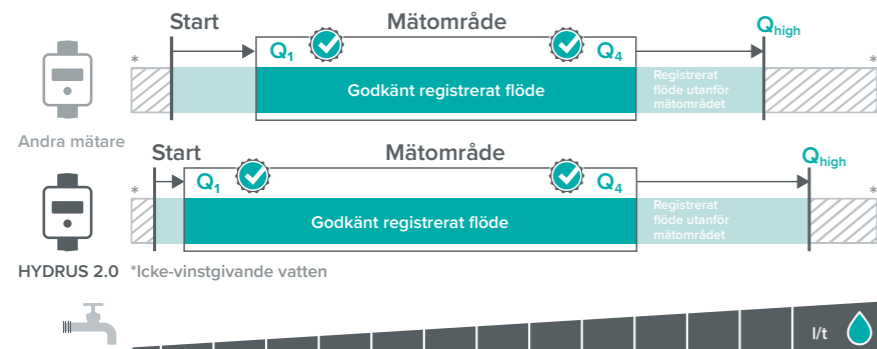 Start
Mätområde
Qhigh
*
Q1
Q4
*
Godkänt registrerat flöde
Registrerat
flöde utanför
mätområdet
Andra mätare
Start
Mätområde
Qhigh
*
Q1
Q4
*
Godkänt registrerat flöde
Registrerat
flöde utanför
mätområdet
HYDRUS 2.0 *Icke-vinstgivande vatten
l/t